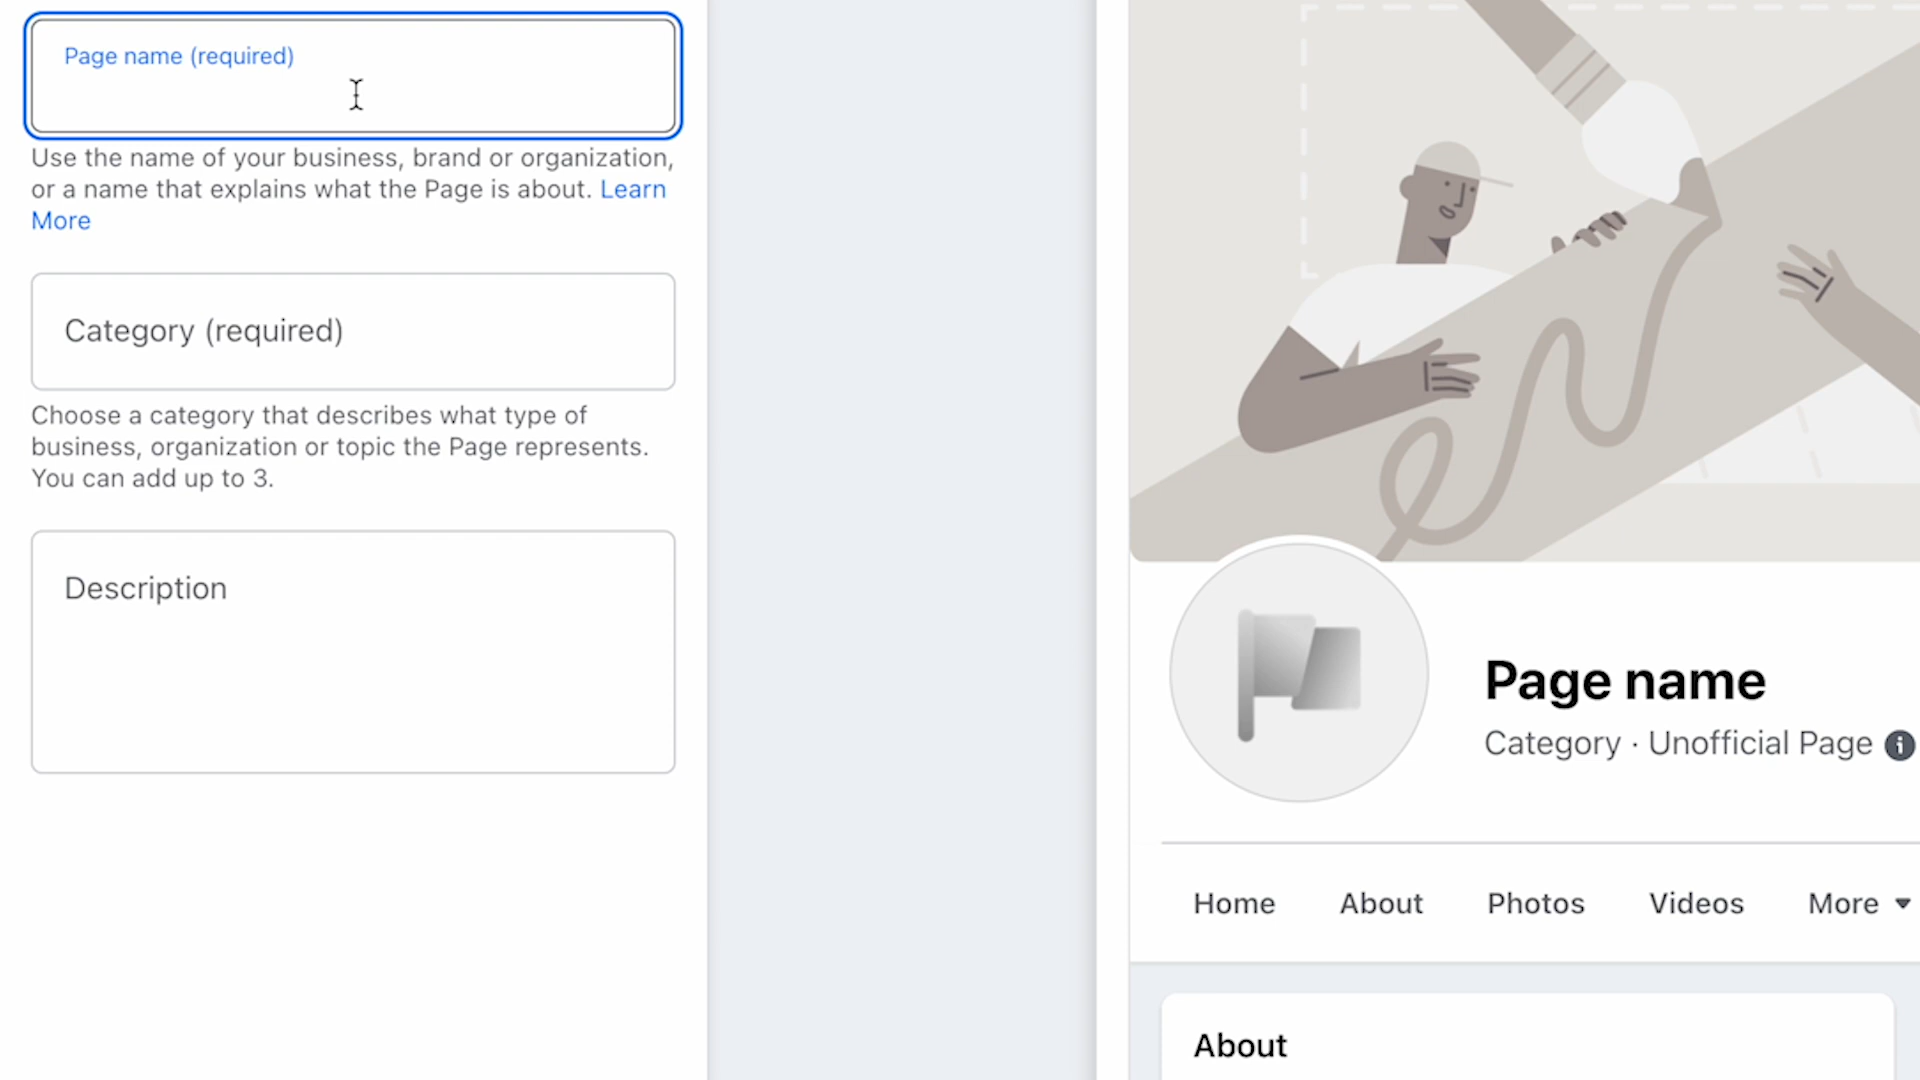 Page name (required)
Use the name of your business, brand or organization,
or a name that explains what the Page is about. Learn
More
Category (required)
Choose a category that describes what type of
business, organization or topic the Page represents.
You can add up to 3.
Description
Page name
Category · Unofficial Page
Home About Photos Videos More
About